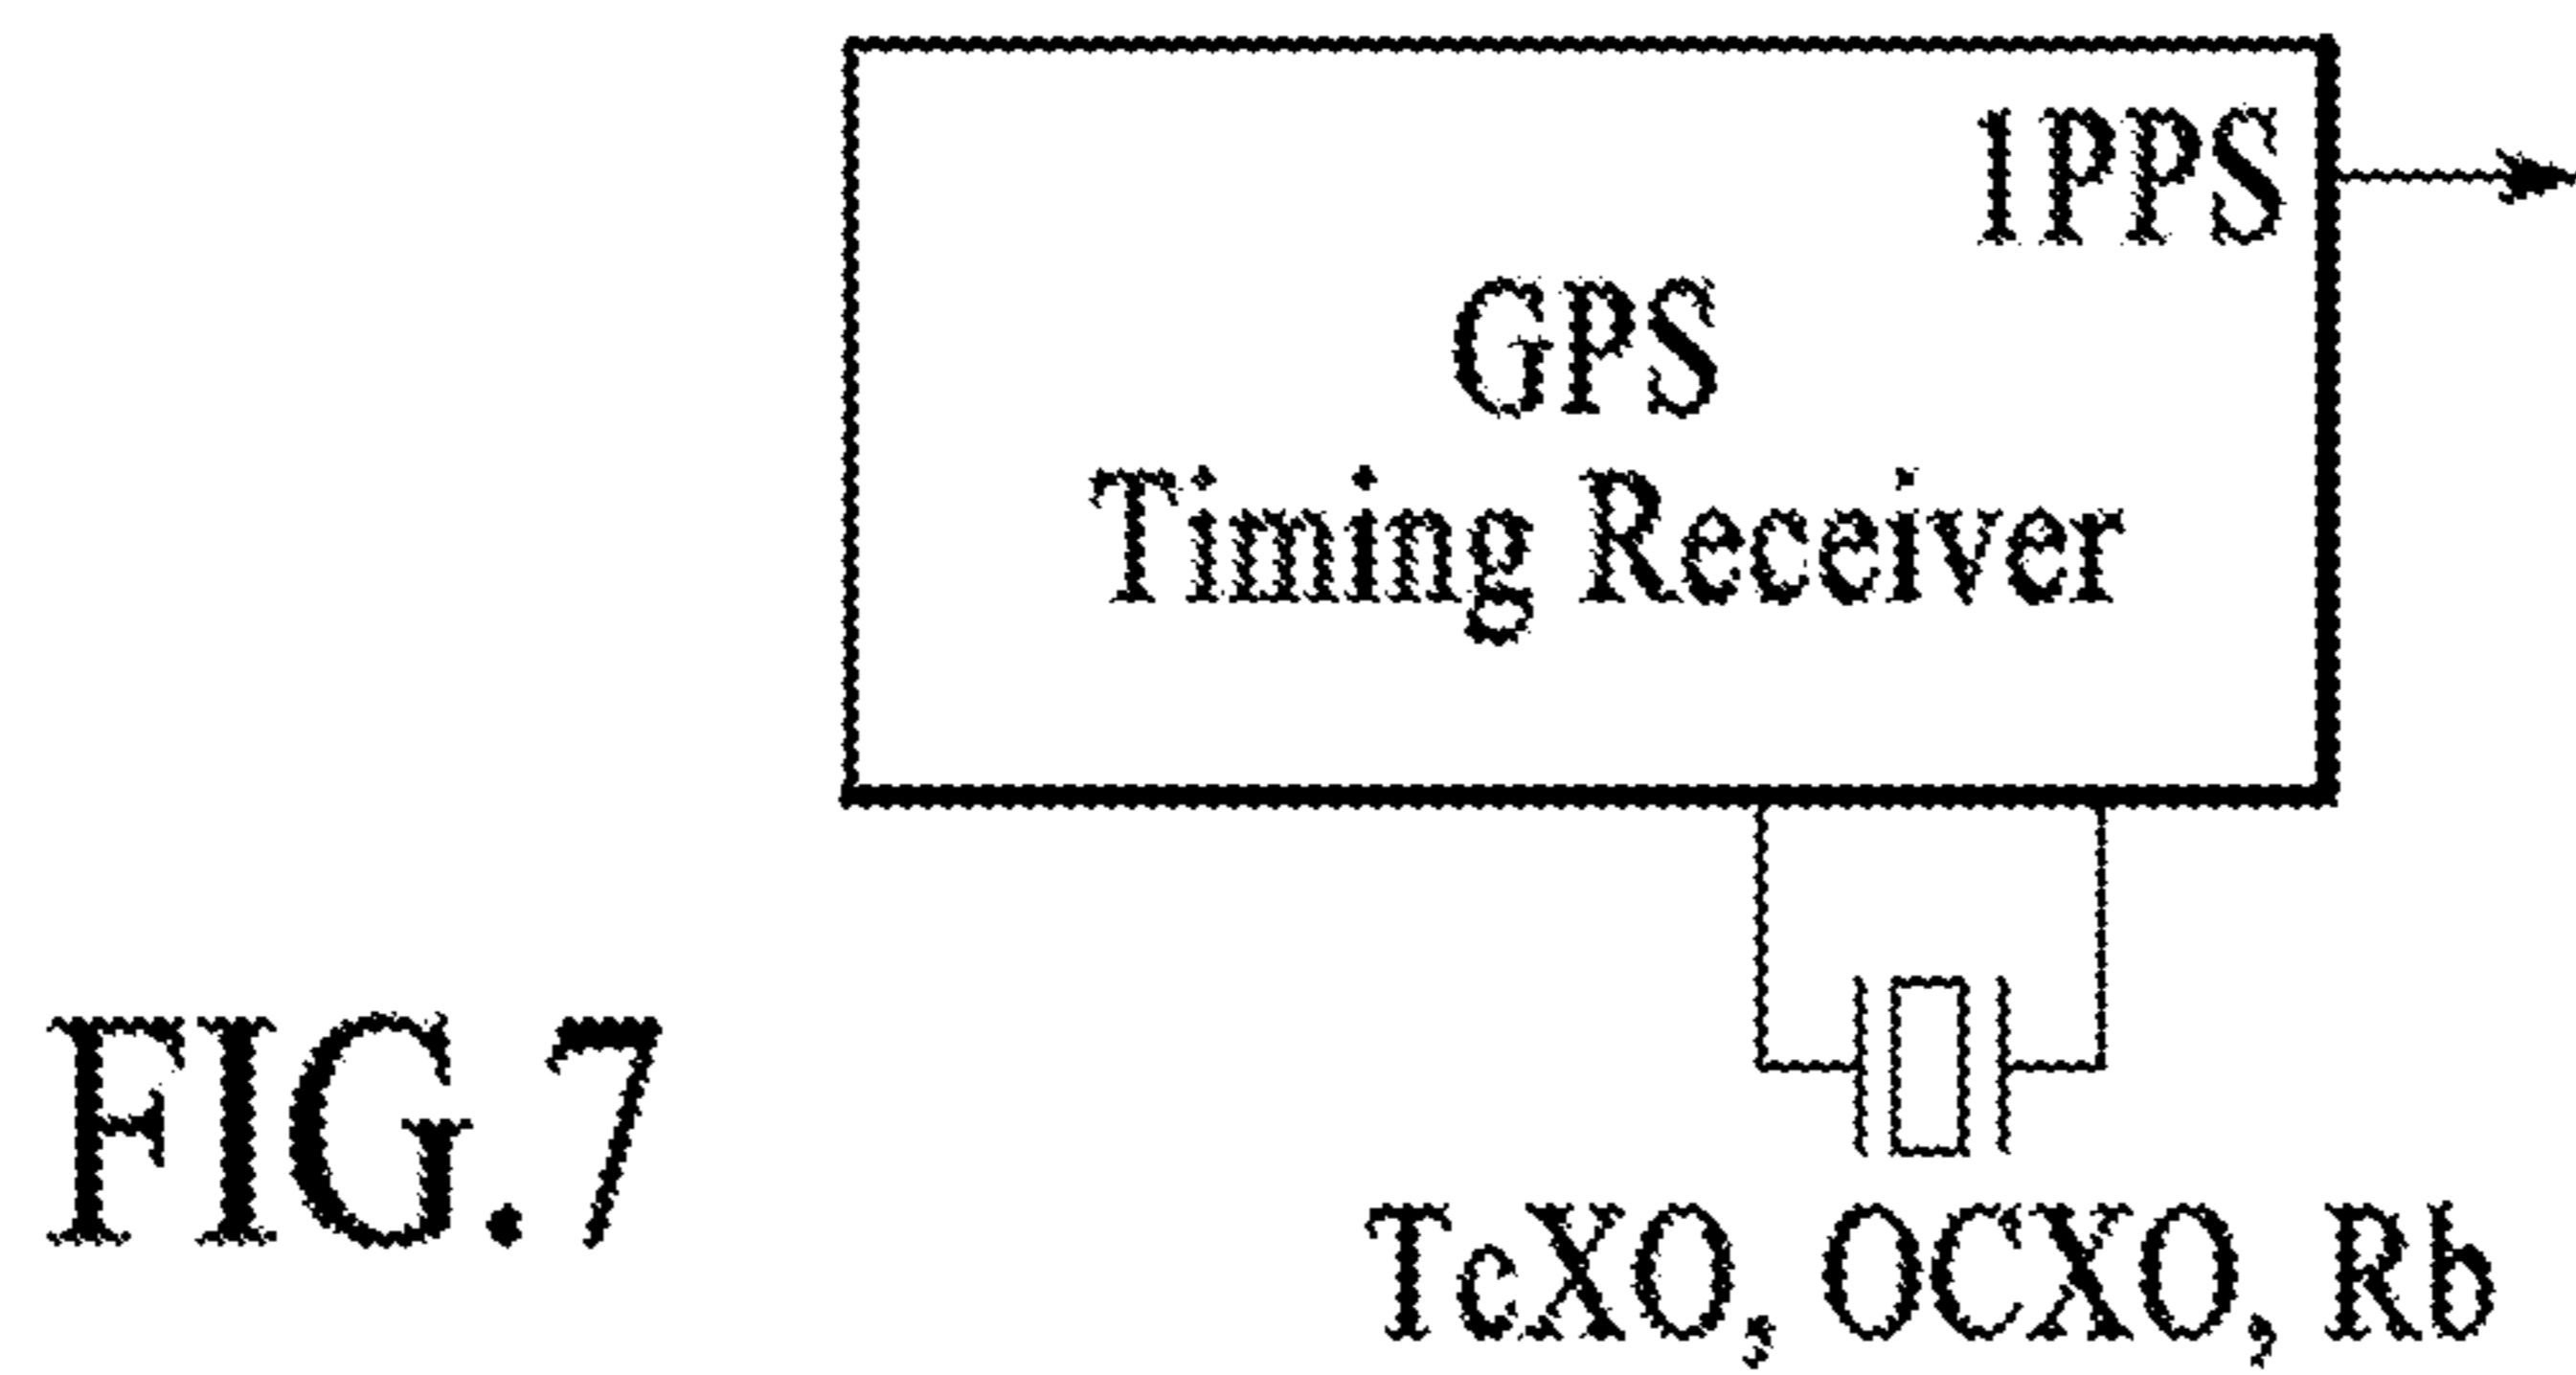 1PPS
GPS
Timing Receiver
FIG.7
TcXO, OCXO, Rb